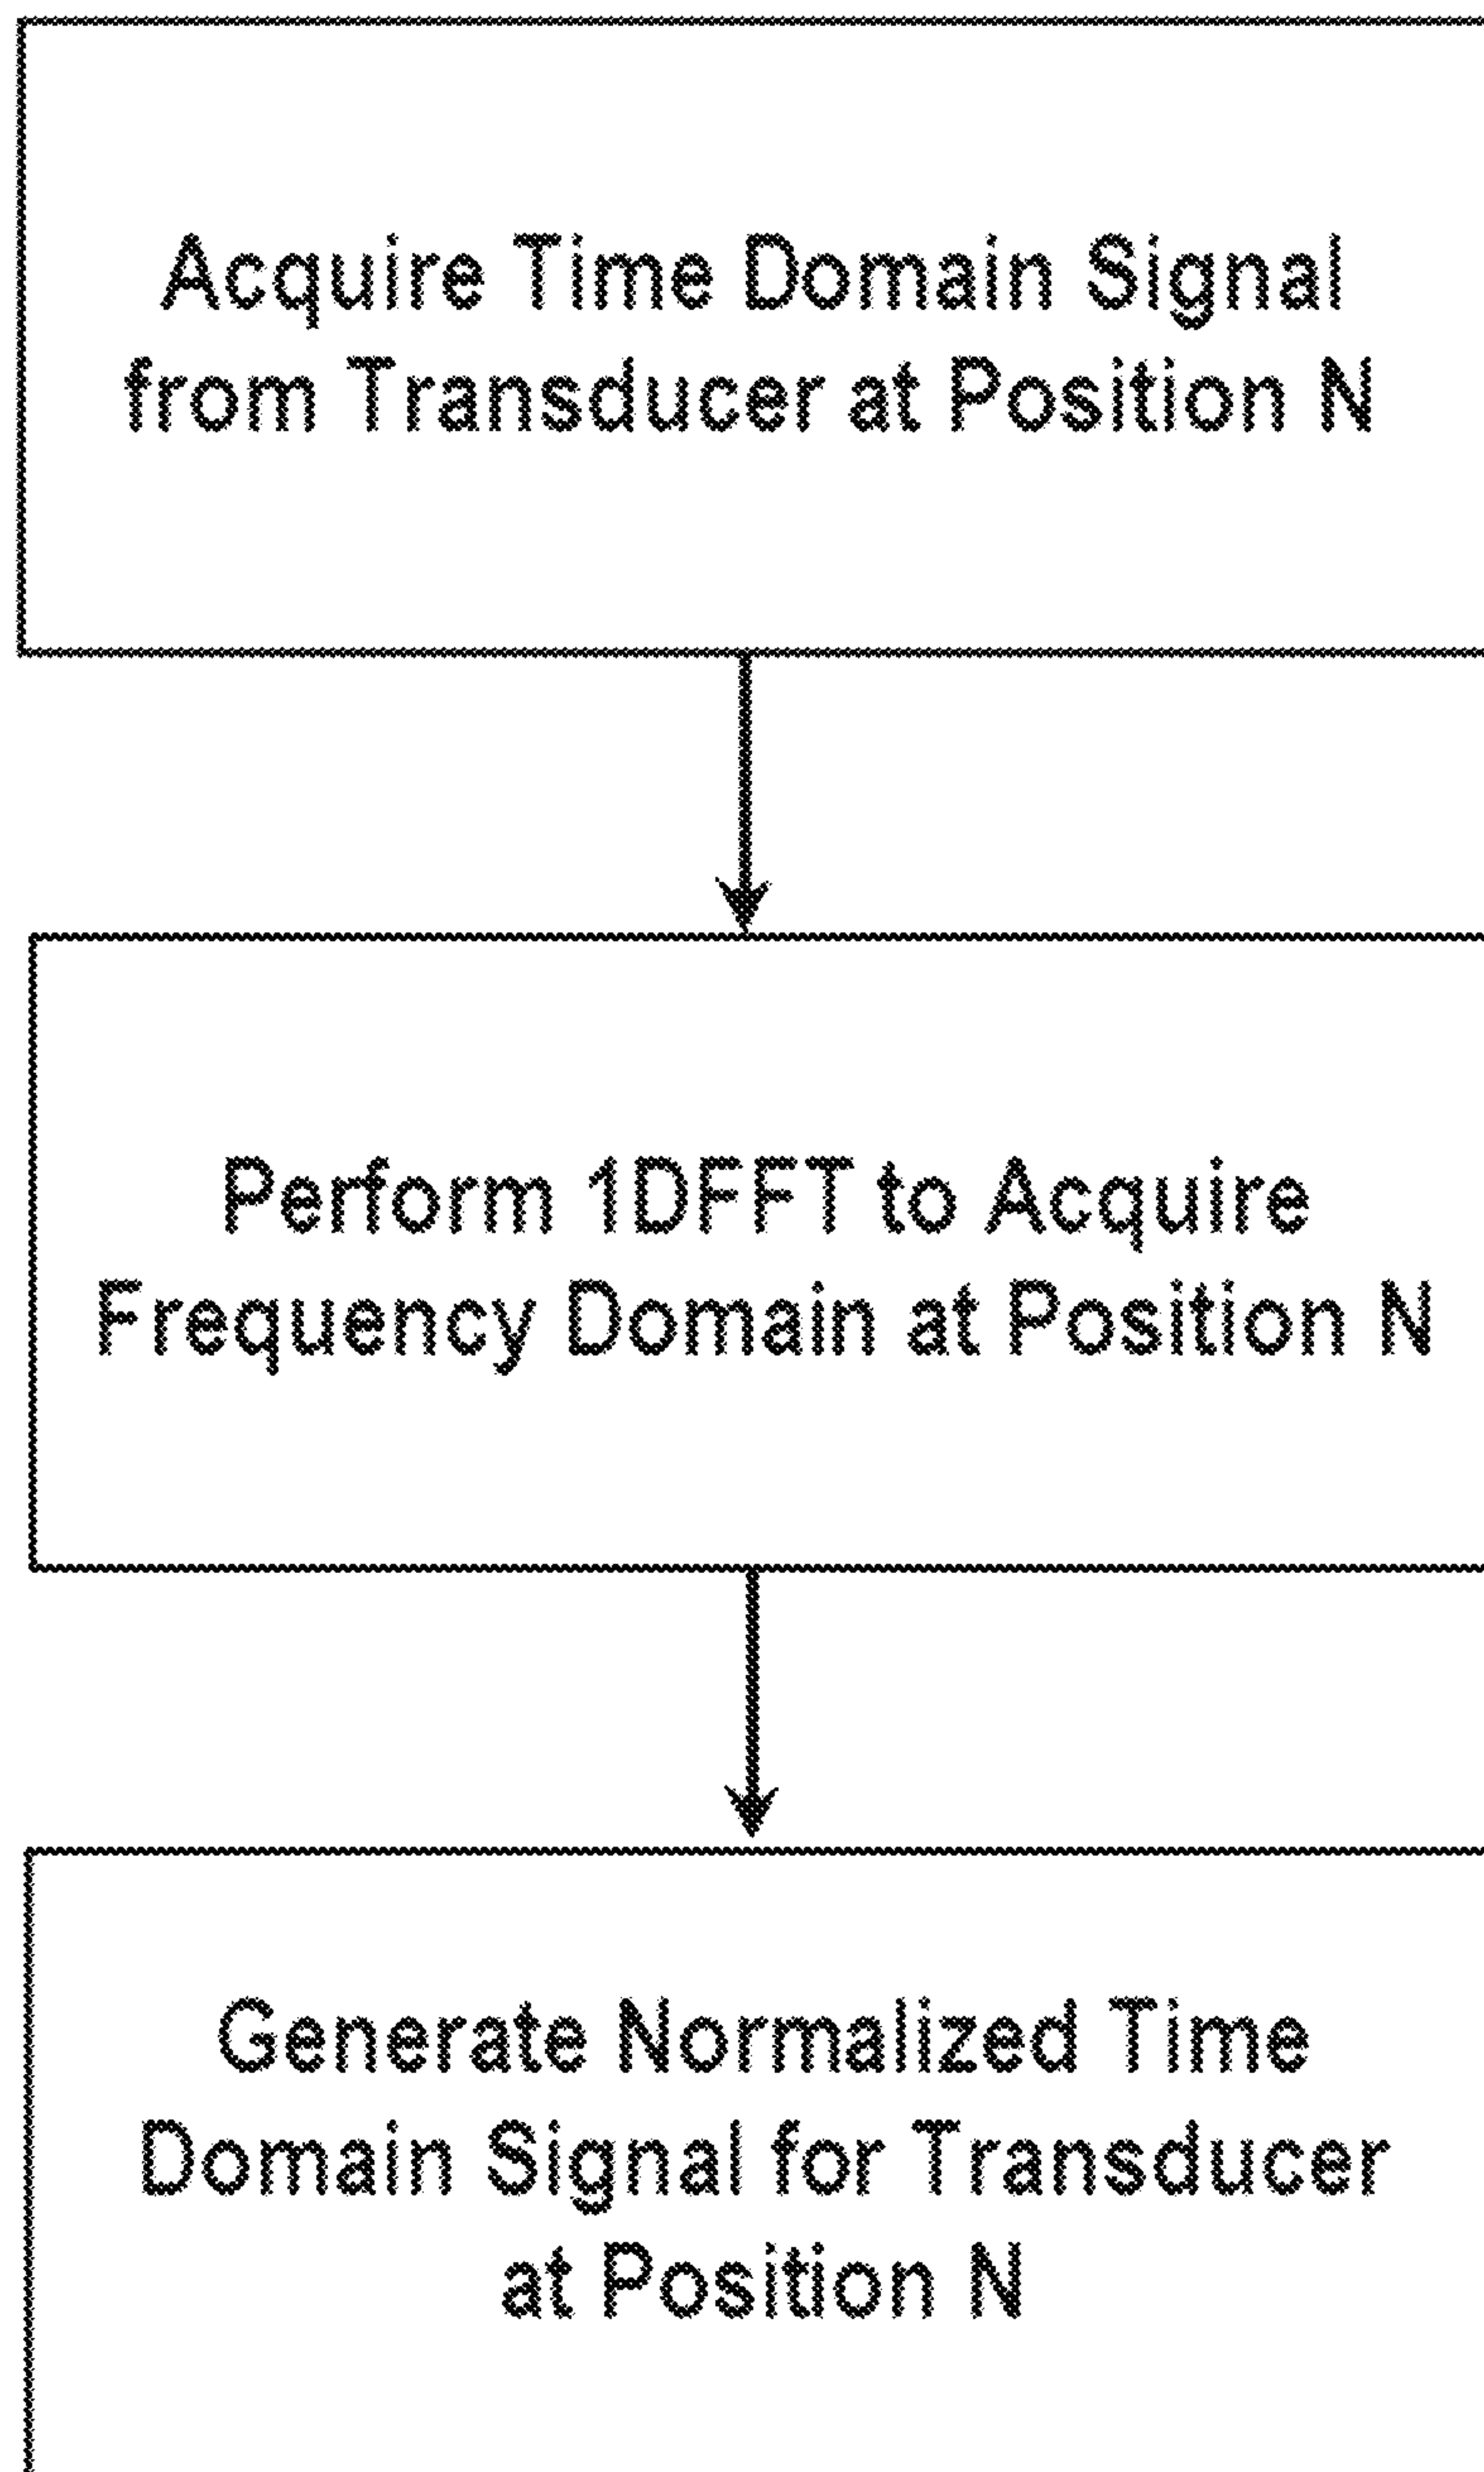 Acquire Time Domain Signal
from Transducer at Position N
Perform 1DFFT to Acquire
Frequency Domain at Position N
Generate Normalized Time
Domain Signal for Transducer
at Position N